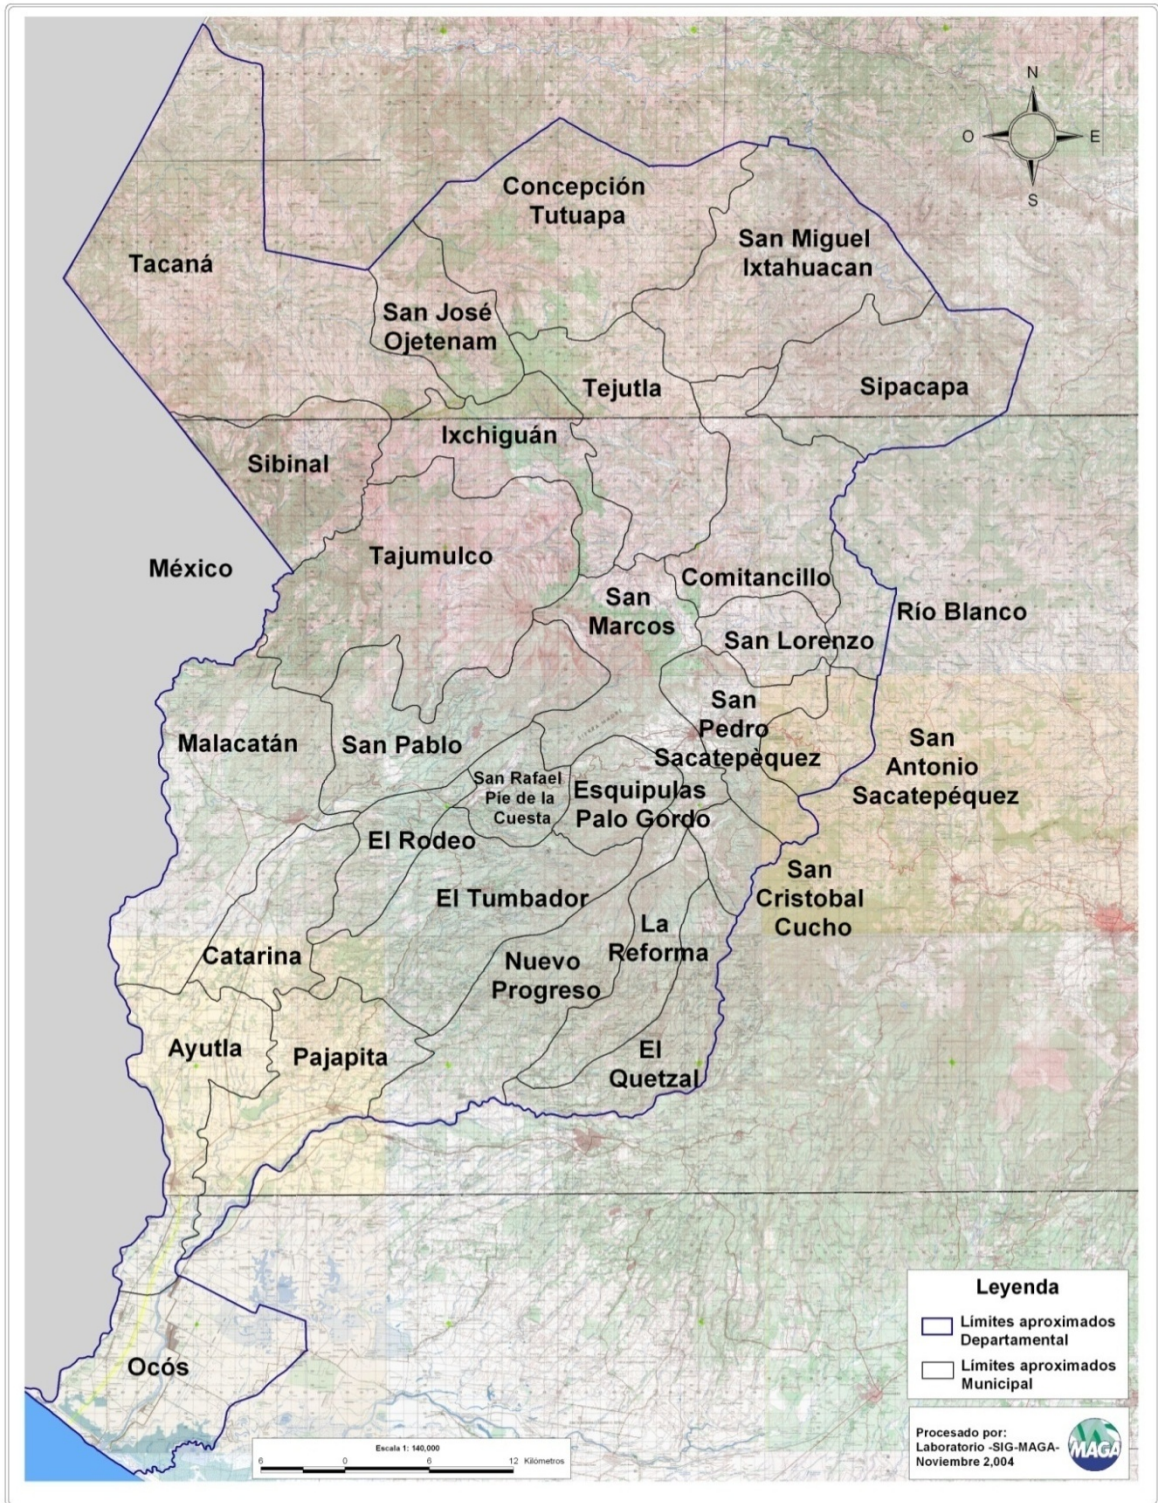 N
O
E
S
Concepción
Tutuapa
San Miguel
Ixtahuacan
Tacaná
San José
Ojetenam
Tejutla
Sipacapa
Ixchiguán
Sibinal
Tajumulco
México
Comitancillo
San
Marcos
Río Blanco
San Lorenzo
San
Pedro
Sacatepèquez
Malacatán
San Pablo
San
Antonio
Sacatepéquez
San Rafael
Pie de la
Cuesta
Esquipulas
Palo Gordo
El Rodeo
San
Cristobal
Cucho
El Tumbador
La
Reforma
Catarina
Nuevo
Progreso
Ayutla
Pajapita
El
Quetzal
Ocós
Leyenda
Límites aproximados
Departamental
Límites aproximados
Municipal
Escala 1: 140,000
6 0 6 12 Kilómetros
Procesado por:
Laboratorio -SIG-MAGA-
Noviembre 2,004
MAGA